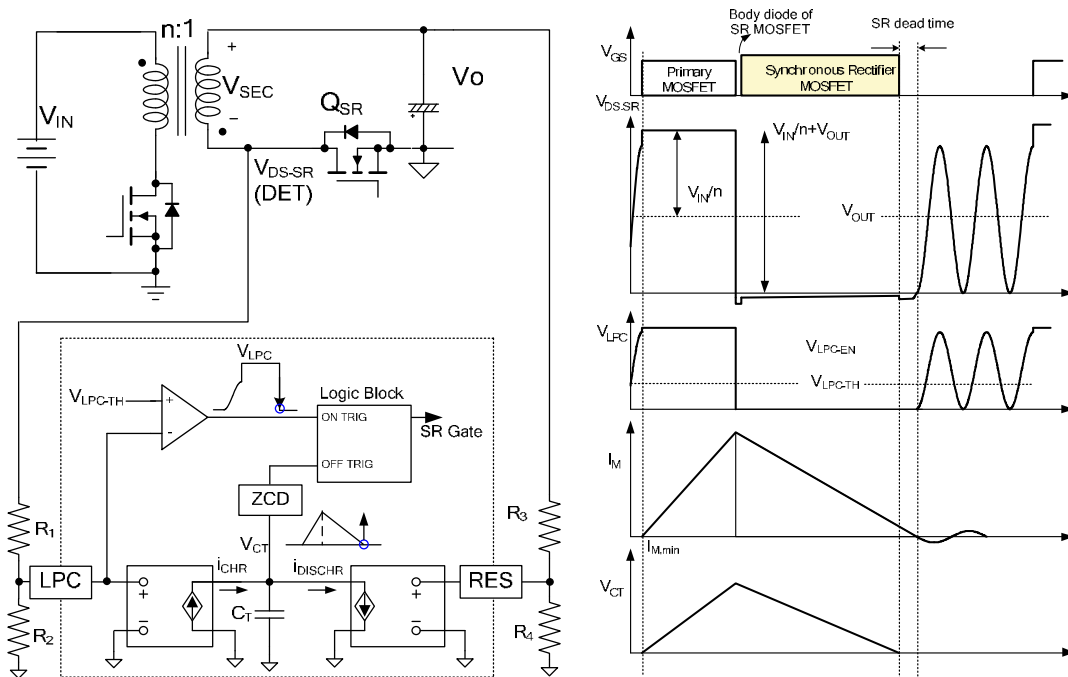 n:1
+
V_SEC
−
V_IN
Vo
+
Q_SR
V_DS-SR
(DET)
V_LPC
V_LPC-TH
+
-
Logic Block
ON TRIG
OFF TRIG
SR Gate
ZCD
V_CT
R_1
R_2
LPC
+
−
i_CHR
C_T
i_DISCHR
+
−
RES
R_3
R_4
Body diode of
SR MOSFET
SR dead time
V_GS
Primary
MOSFET
Synchronous Rectifier
MOSFET
V_DS.SR
V_IN/n+V_OUT
V_IN/n
V_OUT
V_LPC
V_LPC-EN
V_LPC-TH
I_M
I_M.min
V_CT